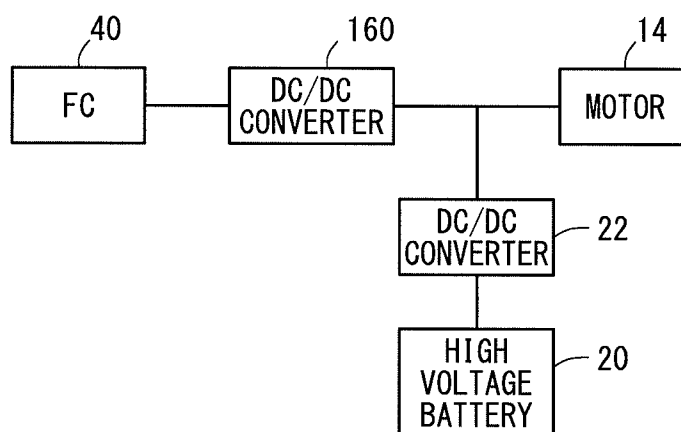 40
160
14
FC
DC/DC
CONVERTER
MOTOR
DC/DC
CONVERTER
22
HIGH
VOLTAGE
BATTERY
20